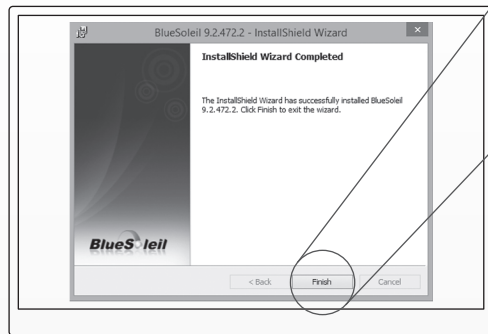 BlueSoleil 9.2.472.2 - InstallShield Wizard
InstallShield Wizard Completed
The InstallShield Wizard has successfully installed BlueSoleil
9.2.472.2. Click Finish to exit the wizard.
BlueSoleil
< Back Finish Cancel